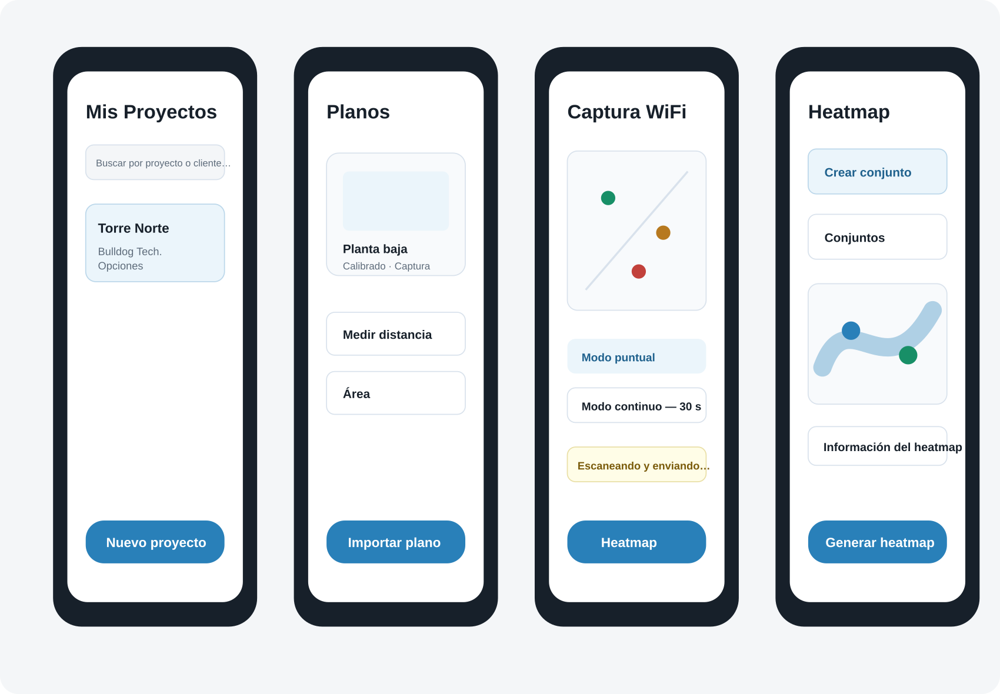 Mis Proyectos
Buscar por proyecto o cliente…
Torre Norte
Bulldog Tech.
Opciones
Nuevo proyecto
Planos
Planta baja
Calibrado · Captura
Medir distancia
Área
Importar plano
Captura WiFi
Modo puntual
Modo continuo — 30 s
Escaneando y enviando…
Heatmap
Heatmap
Crear conjunto
Conjuntos
Información del heatmap
Generar heatmap